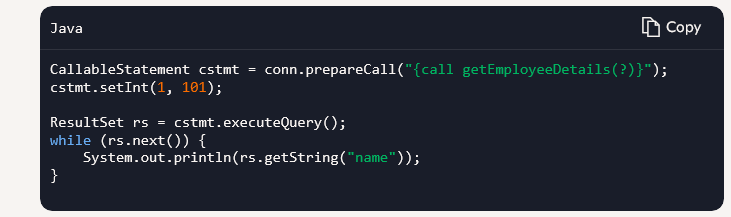 Java
Copy
CallableStatement cstmt = conn.prepareCall("{call getEmployeeDetails(?)}");
cstmt.setInt(1, 101);

ResultSet rs = cstmt.executeQuery();
while (rs.next()) {
    System.out.println(rs.getString("name"));
}